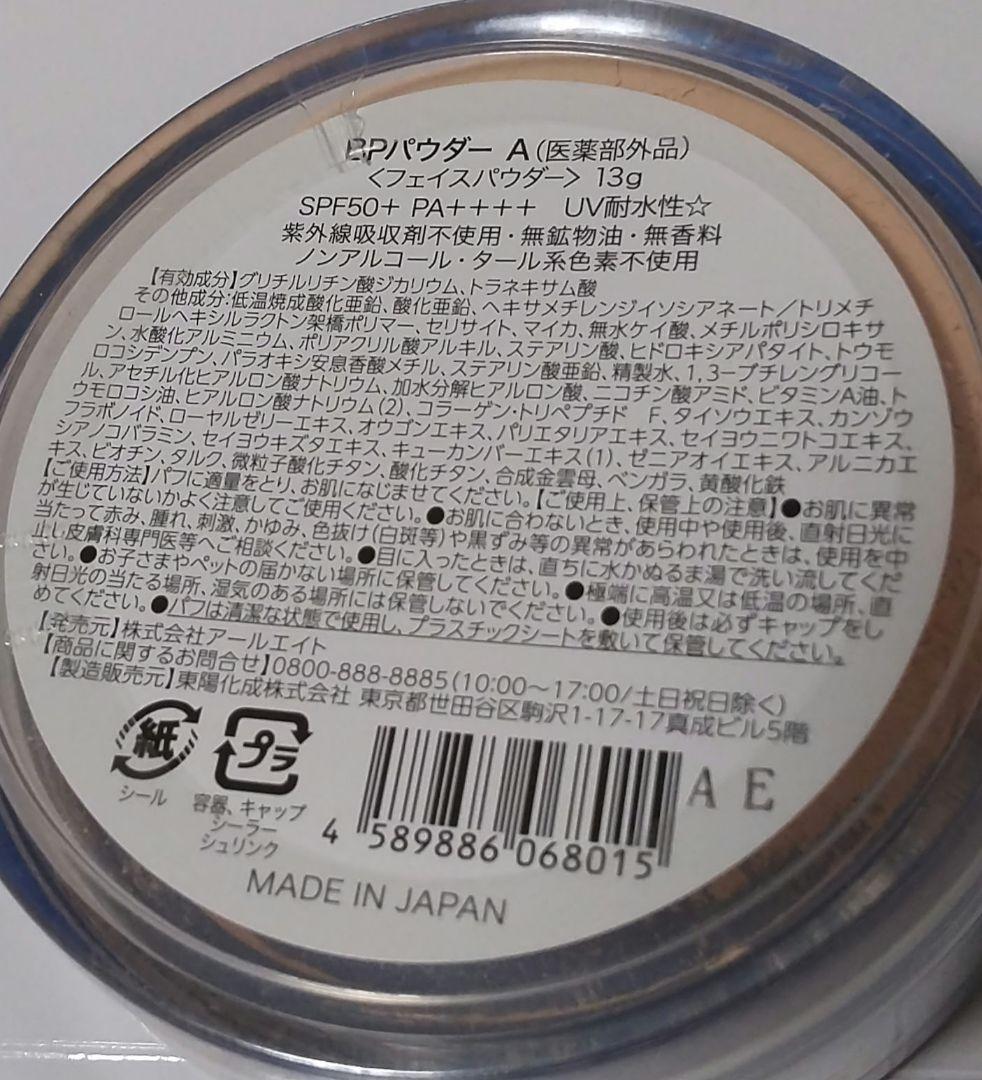 BPパウダー A(医薬部外品)
<フェイスパウダー> 13g
SPF50+ PA++++ UV耐水性☆
紫外線吸収剤不使用・無鉱物油・無香料
ノンアルコール・タール系色素不使用
【有効成分】グリチルリチン酸ジカリウム、トラネキサム酸
その他成分:低温焼成酸化亜鉛、酸化亜鉛、ヘキサメチレンジイソシアネート/トリメチ
ロールヘキシルラクトン架橋ポリマー、セリサイト、マイカ、無水ケイ酸、メチルポリシロキサ
ン、水酸化アルミニウム、ポリアクリル酸アルキル、ステアリン酸、ヒドロキシアパタイト、トウモ
ロコシデンプン、パラオキシ安息香酸メチル、ステアリン酸亜鉛、精製水、1,3-ブチレングリコー
ル、アセチル化ヒアルロン酸ナトリウム、加水分解ヒアルロン酸、ニコチン酸アミド、ビタミンA油、ト
ウモロコシ油、ヒアルロン酸ナトリウム(2)、コラーゲン・トリペプチド F、タイソウエキス、カンゾウ
フラボノイド、ローヤルゼリーエキス、オウゴンエキス、パリエタリアエキス、セイヨウニワトコエキス、
シアノコバラミン、セイヨウキズタエキス、キューカンバーエキス(1)、ゼニアオイエキス、アルニカエ
キス、ビオチン、タルク、微粒子酸化チタン、酸化チタン、合成金雲母、ベンガラ、黄酸化鉄
【ご使用方法】パフに適量をとり、お肌になじませてください。【ご使用上、保管上の注意】●お肌に異常
が生じていないかよく注意してご使用ください。●お肌に合わないとき、使用中や使用後、直射日光に
当たって赤み、腫れ、刺激、かゆみ、色抜け(白斑等)や黒ずみ等の異常があらわれたときは、使用を中
止し皮膚科専門医等へご相談ください。●目に入ったときは、直ちに水かぬるま湯で洗い流してくだ
さい。●お子さまやペットの届かない場所に保管してください。●極端に高温又は低温の場所、直
射日光の当たる場所、湿気のある場所には保管しないでください。●使用後は必ずキャップをし
めてください。●パフは清潔な状態で使用し、プラスチックシートを敷いて保管してください。
【発売元】株式会社アールエイト
【商品に関するお問合せ】0800-888-8885(10:00~17:00/土日祝日除く)
【製造販売元】東陽化成株式会社 東京都世田谷区駒沢1-17-17真成ビル5階
紙
シール
プラ
容器、キャップ
シーラー
シュリンク
4 589886 068015
A E
MADE IN JAPAN